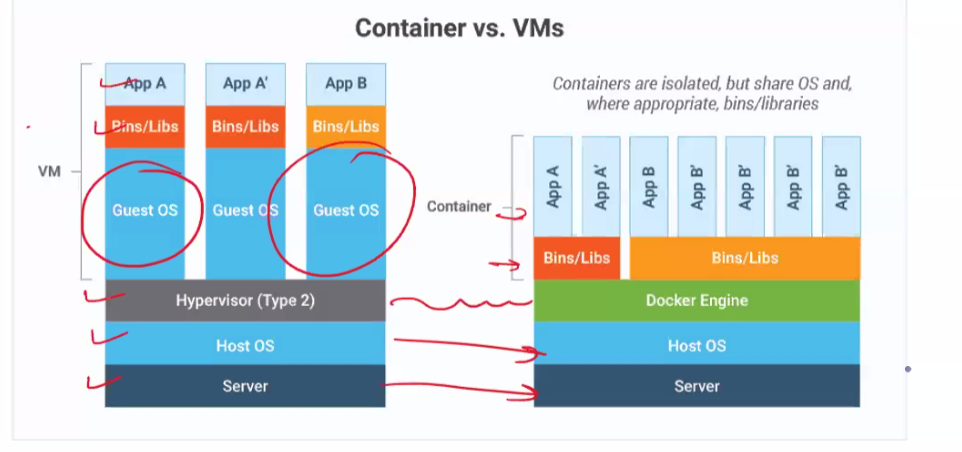 Container vs. VMs
Containers are isolated, but share OS and,
where appropriate, bins/libraries
VM
App A
App A'
App B
Bins/Libs
Bins/Libs
Bins/Libs
Guest OS
Guest OS
Guest OS
Hypervisor (Type 2)
Host OS
Server
Container
App A
App A'
App B
App B'
App B'
App B'
App B'
Bins/Libs
Bins/Libs
Docker Engine
Host OS
Server